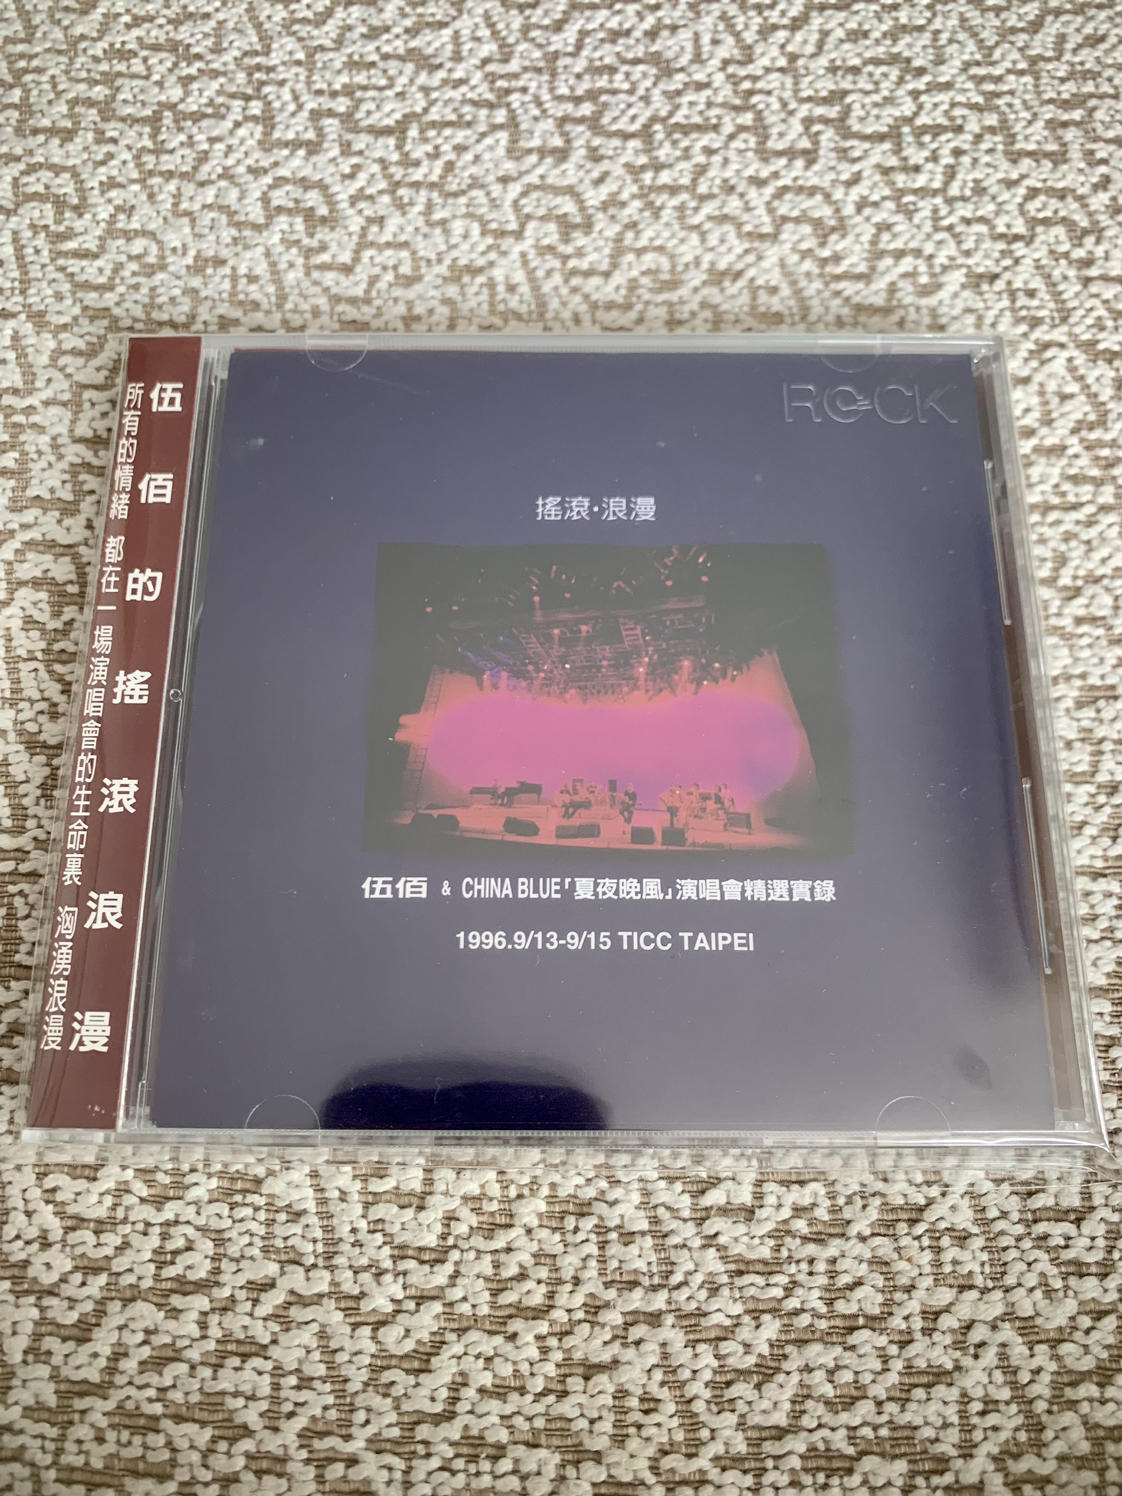 伍佰的搖滾浪漫
所有的情緒 都在一場演唱會的生命裏 洶湧浪漫
ROCK
搖滾·浪漫
伍佰 & CHINA BLUE「夏夜晚風」演唱會精選實錄
1996.9/13-9/15 TICC TAIPEI